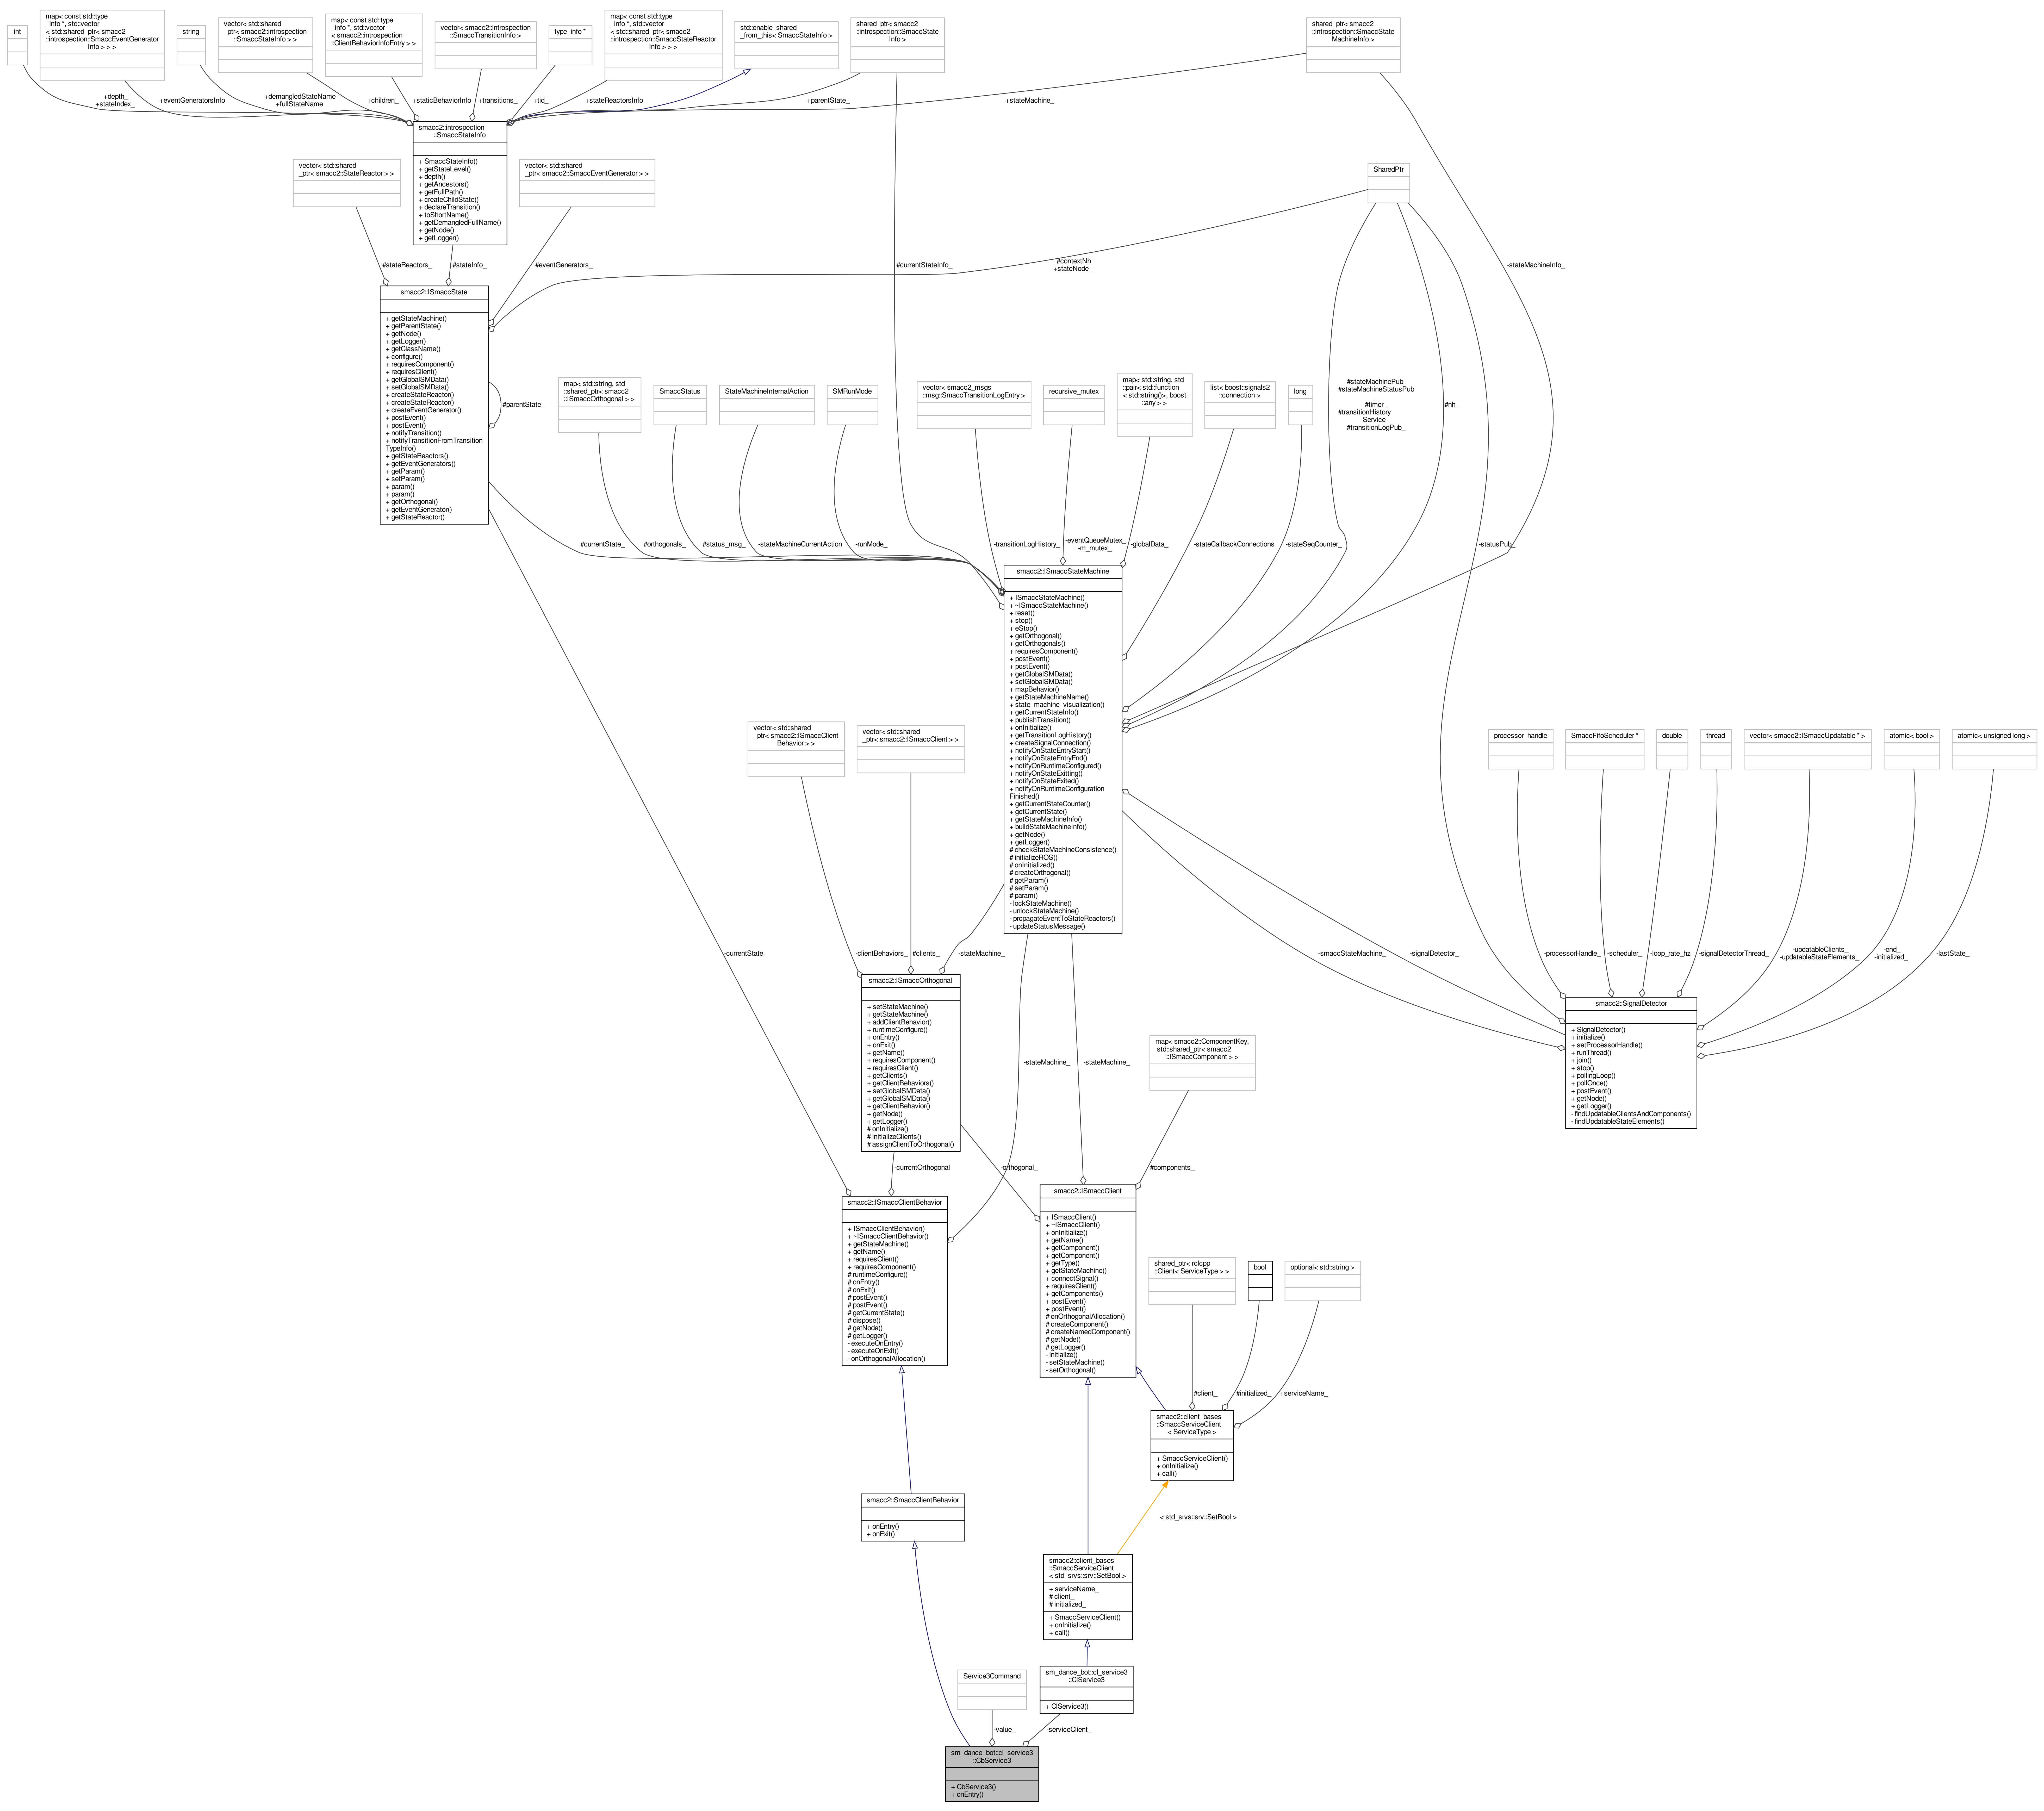 int
map< const std::type
_info *, std::vector
< std::shared_ptr< smacc2
::introspection::SmaccEventGenerator
Info > > >
string
vector< std::shared
_ptr< smacc2::introspection
::SmaccStateInfo > >
map< const std::type
_info *, std::vector
< smacc2::introspection
::ClientBehaviorInfoEntry > >
vector< smacc2::introspection
::SmaccTransitionInfo >
type_info *
map< const std::type
_info *, std::vector
< std::shared_ptr< smacc2
::introspection::SmaccStateReactor
Info > > >
std::enable_shared
_from_this< SmaccStateInfo >
shared_ptr< smacc2
::introspection::SmaccState
Info >
shared_ptr< smacc2
::introspection::SmaccState
MachineInfo >
+depth_
+stateIndex_
+eventGeneratorsInfo
+demangledStateName
+fullStateName
+children_
+staticBehaviorInfo
+transitions_
+tid_
+stateReactorsInfo
+parentState_
+stateMachine_
smacc2::introspection
::SmaccStateInfo
+ SmaccStateInfo()
+ getStateLevel()
+ depth()
+ getAncestors()
+ getFullPath()
+ createChildState()
+ declareTransition()
+ toShortName()
+ getDemangledFullName()
+ getNode()
+ getLogger()
vector< std::shared
_ptr< smacc2::StateReactor > >
vector< std::shared
_ptr< smacc2::SmaccEventGenerator > >
SharedPtr
#stateReactors_
#stateInfo_
#eventGenerators_
#currentStateInfo_
#contextNh
+stateNode_
-stateMachineInfo_
smacc2::ISmaccState
+ getStateMachine()
+ getParentState()
+ getNode()
+ getLogger()
+ getClassName()
+ configure()
+ requiresComponent()
+ requiresClient()
+ getGlobalSMData()
+ setGlobalSMData()
+ createStateReactor()
+ createStateReactor()
+ createEventGenerator()
+ postEvent()
+ postEvent()
+ notifyTransition()
+ notifyTransitionFromTransition
TypeInfo()
+ getStateReactors()
+ getEventGenerators()
+ getParam()
+ setParam()
+ param()
+ param()
+ getOrthogonal()
+ getEventGenerator()
+ getStateReactor()
#parentState_
map< std::string, std
::shared_ptr< smacc2
::ISmaccOrthogonal > >
SmaccStatus
StateMachineInternalAction
SMRunMode
vector< smacc2_msgs
::msg::SmaccTransitionLogEntry >
recursive_mutex
map< std::string, std
::pair< std::function
< std::string()>, boost
::any > >
list< boost::signals2
::connection >
long
#stateMachinePub_
#stateMachineStatusPub
_
#timer_
#transitionHistory
Service_
#transitionLogPub_
#nh_
#currentState_
#orthogonals_
#status_msg_
-stateMachineCurrentAction
-runMode_
-transitionLogHistory_
-eventQueueMutex_
-m_mutex_
-globalData_
-stateCallbackConnections
-stateSeqCounter_
-statusPub_
smacc2::ISmaccStateMachine
+ ISmaccStateMachine()
+ ~ISmaccStateMachine()
+ reset()
+ stop()
+ eStop()
+ getOrthogonal()
+ getOrthogonals()
+ requiresComponent()
+ postEvent()
+ postEvent()
+ getGlobalSMData()
+ setGlobalSMData()
+ mapBehavior()
+ getStateMachineName()
+ state_machine_visualization()
+ getCurrentStateInfo()
+ publishTransition()
+ onInitialize()
+ getTransitionLogHistory()
+ createSignalConnection()
+ notifyOnStateEntryStart()
+ notifyOnStateEntryEnd()
+ notifyOnRuntimeConfigured()
+ notifyOnStateExitting()
+ notifyOnStateExited()
+ notifyOnRuntimeConfiguration
Finished()
+ getCurrentStateCounter()
+ getCurrentState()
+ getStateMachineInfo()
+ buildStateMachineInfo()
+ getNode()
+ getLogger()
# checkStateMachineConsistence()
# initializeROS()
# onInitialized()
# createOrthogonal()
# getParam()
# setParam()
# param()
- lockStateMachine()
- unlockStateMachine()
- propagateEventToStateReactors()
- updateStatusMessage()
vector< std::shared
_ptr< smacc2::ISmaccClient
Behavior > >
vector< std::shared
_ptr< smacc2::ISmaccClient > >
processor_handle
SmaccFifoScheduler *
double
thread
vector< smacc2::ISmaccUpdatable * >
atomic< bool >
atomic< unsigned long >
-currentState
-clientBehaviors_
#clients_
-stateMachine_
-smaccStateMachine_
-signalDetector_
-processorHandle_
-scheduler_
-loop_rate_hz
-signalDetectorThread_
-updatableClients_
-updatableStateElements_
-end_
-initialized_
-lastState_
smacc2::ISmaccOrthogonal
+ setStateMachine()
+ getStateMachine()
+ addClientBehavior()
+ runtimeConfigure()
+ onEntry()
+ onExit()
+ getName()
+ requiresComponent()
+ requiresClient()
+ getClients()
+ getClientBehaviors()
+ setGlobalSMData()
+ getGlobalSMData()
+ getClientBehavior()
+ getNode()
+ getLogger()
# onInitialize()
# initializeClients()
# assignClientToOrthogonal()
smacc2::SignalDetector
+ SignalDetector()
+ initialize()
+ setProcessorHandle()
+ runThread()
+ join()
+ stop()
+ pollingLoop()
+ pollOnce()
+ postEvent()
+ getNode()
+ getLogger()
- findUpdatableClientsAndComponents()
- findUpdatableStateElements()
-stateMachine_
-stateMachine_
map< smacc2::ComponentKey,
std::shared_ptr< smacc2
::ISmaccComponent > >
-currentOrthogonal
-orthogonal_
#components_
smacc2::ISmaccClientBehavior
+ ISmaccClientBehavior()
+ ~ISmaccClientBehavior()
+ getStateMachine()
+ getName()
+ requiresClient()
+ requiresComponent()
# runtimeConfigure()
# onEntry()
# onExit()
# postEvent()
# postEvent()
# getCurrentState()
# dispose()
# getNode()
# getLogger()
- executeOnEntry()
- executeOnExit()
- onOrthogonalAllocation()
smacc2::ISmaccClient
+ ISmaccClient()
+ ~ISmaccClient()
+ onInitialize()
+ getName()
+ getComponent()
+ getComponent()
+ getType()
+ getStateMachine()
+ connectSignal()
+ requiresClient()
+ getComponents()
+ postEvent()
+ postEvent()
# onOrthogonalAllocation()
# createComponent()
# createNamedComponent()
# getNode()
# getLogger()
- initialize()
- setStateMachine()
- setOrthogonal()
shared_ptr< rclcpp
::Client< ServiceType > >
bool
optional< std::string >
#client_
#initialized_
+serviceName_
smacc2::client_bases
::SmaccServiceClient
< ServiceType >
+ SmaccServiceClient()
+ onInitialize()
+ call()
smacc2::SmaccClientBehavior
+ onEntry()
+ onExit()
< std_srvs::srv::SetBool >
smacc2::client_bases
::SmaccServiceClient
< std_srvs::srv::SetBool >
+ serviceName_
# client_
# initialized_
+ SmaccServiceClient()
+ onInitialize()
+ call()
Service3Command
sm_dance_bot::cl_service3
::ClService3
+ ClService3()
-value_
-serviceClient_
sm_dance_bot::cl_service3
::CbService3
+ CbService3()
+ onEntry()